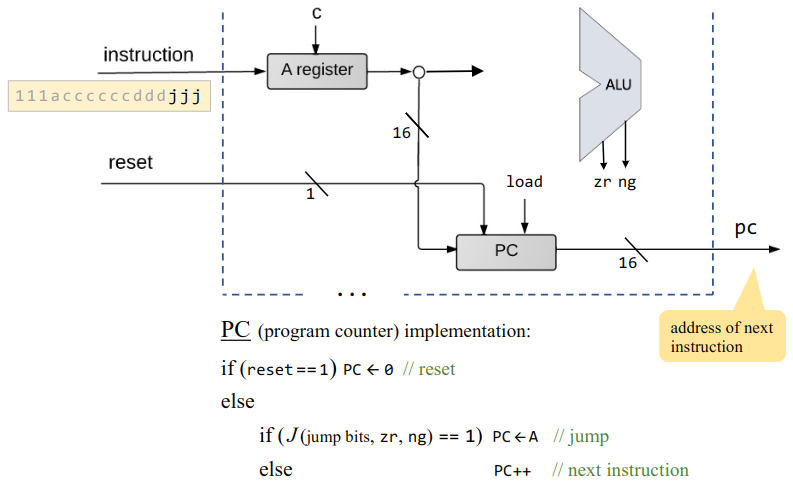 c
instruction
A register
ALU
111accccccdddjjj
16
reset
load
zr ng
1
pc
PC
16
...
PC (program counter) implementation:
address of next
instruction
if (reset==1) PC ← 0 // reset
else
if (J(jump bits, zr, ng) == 1) PC←A // jump
else PC++ // next instruction